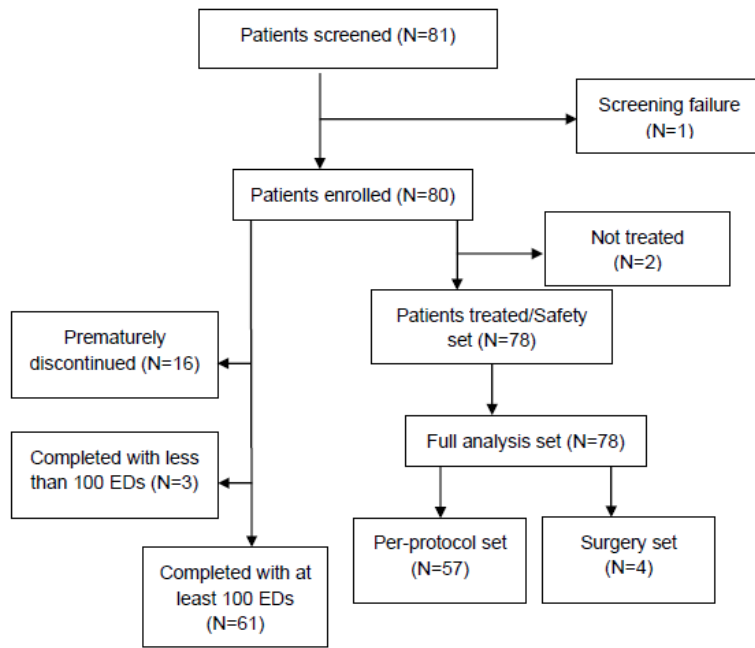 Patients screened (N=81)
Screening failure
(N=1)
Patients enrolled (N=80)
Not treated
(N=2)
Patients treated/Safety
set (N=78)
Prematurely
discontinued (N=16)
Full analysis set (N=78)
Completed with less
than 100 EDs (N=3)
Per-protocol set
(N=57)
Surgery set
(N=4)
Completed with at
least 100 EDs
(N=61)